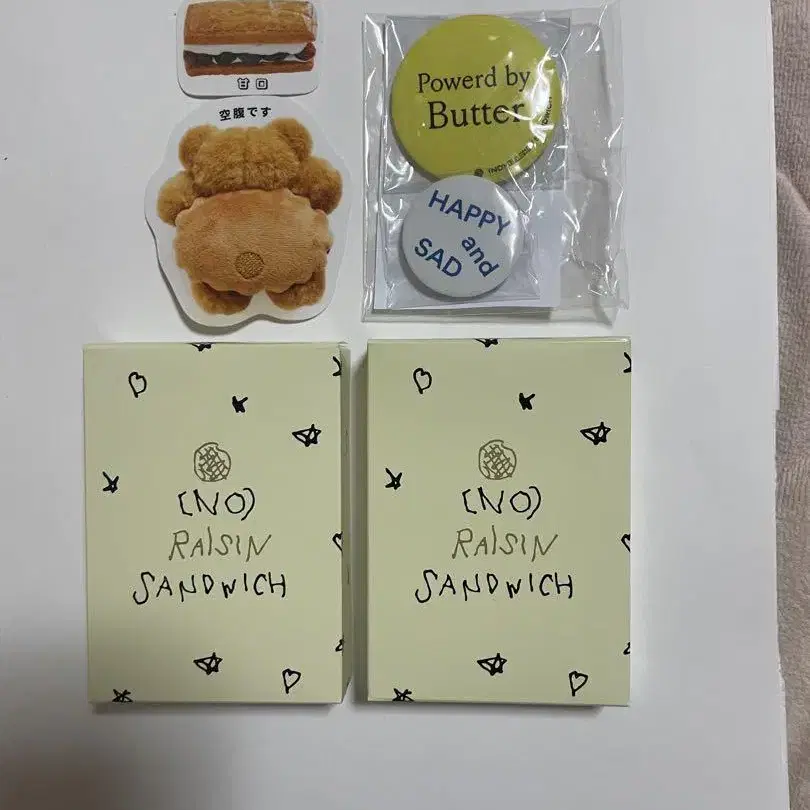 甘口
空腹です
Powerd by
Butter
HAPPY
and
SAD
(NO)
RAISIN
SANDWICH
(NO)
RAISIN
SANDWICH